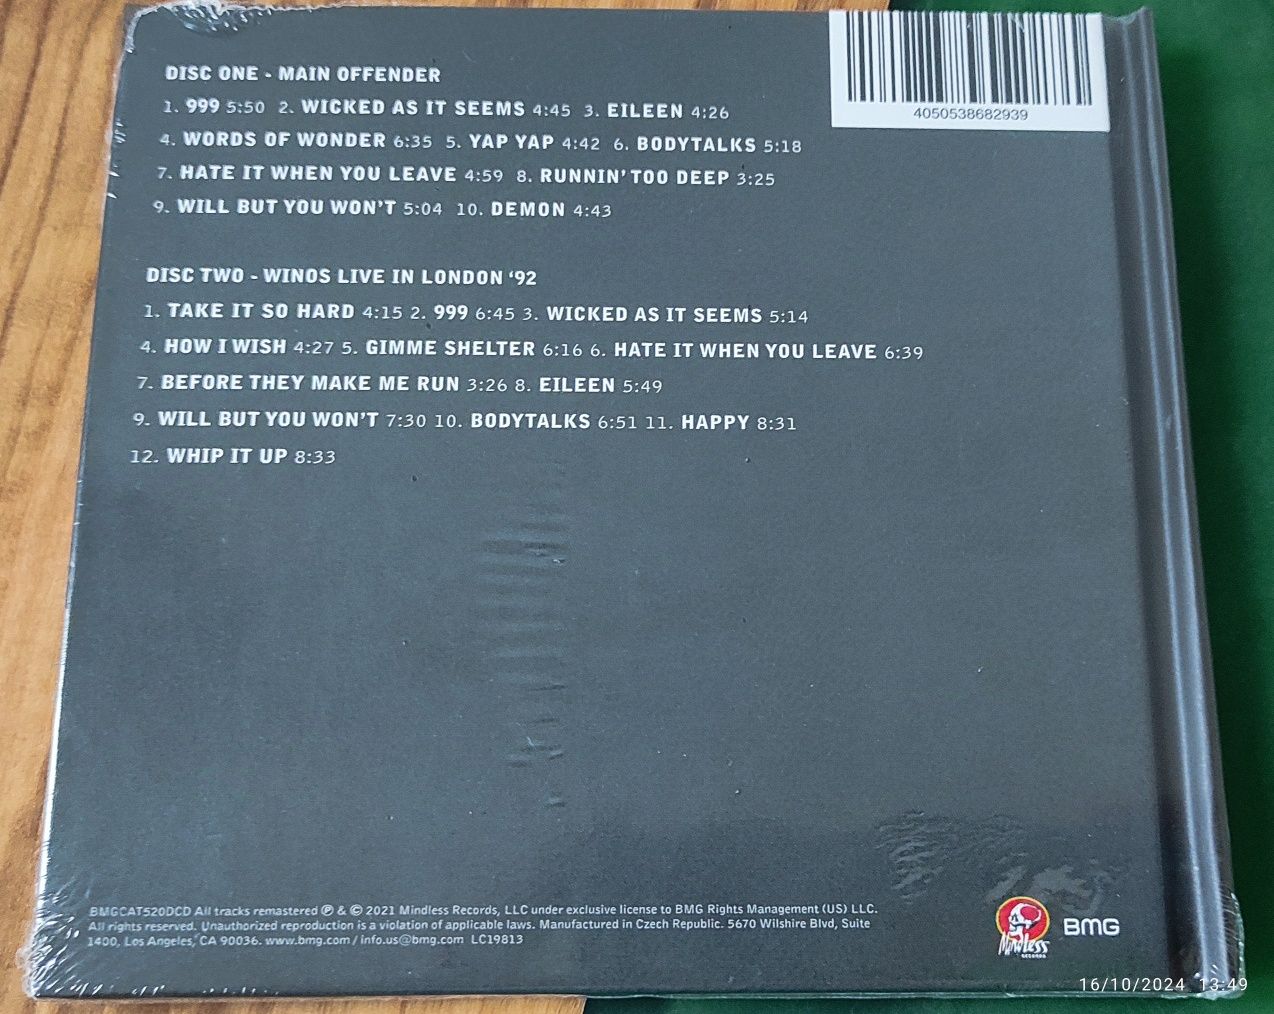 4050538682939
DISC ONE - MAIN OFFENDER
1. 999 5:50 2. WICKED AS IT SEEMS 4:45 3. EILEEN 4:26
4. WORDS OF WONDER 6:35 5. YAP YAP 4:42 6. BODYTALKS 5:18
7. HATE IT WHEN YOU LEAVE 4:59 8. RUNNIN' TOO DEEP 3:25
9. WILL BUT YOU WON'T 5:04 10. DEMON 4:43
DISC TWO - WINOS LIVE IN LONDON '92
1. TAKE IT SO HARD 4:15 2. 999 6:45 3. WICKED AS IT SEEMS 5:14
4. HOW I WISH 4:27 5. GIMME SHELTER 6:16 6. HATE IT WHEN YOU LEAVE 6:39
7. BEFORE THEY MAKE ME RUN 3:26 8. EILEEN 5:49
9. WILL BUT YOU WON'T 7:30 10. BODYTALKS 6:51 11. HAPPY 8:31
12. WHIP IT UP 8:33
BMGCAT520DCD All tracks remastered ℗ & © 2021 Mindless Records, LLC under exclusive license to BMG Rights Management (US) LLC.
All rights reserved. Unauthorized reproduction is a violation of applicable laws. Manufactured in Czech Republic. 5670 Wilshire Blvd, Suite
1400, Los Angeles, CA 90036. www.bmg.com / info.us@bmg.com LC19813
Mindless
RECORDS
BMG
16/10/2024 13:49